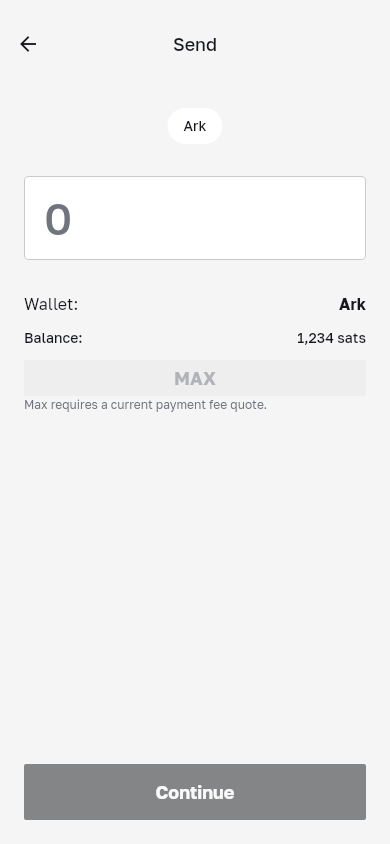 Send
Ark
0
Wallet: Ark
Balance: 1,234 sats
MAX
Max requires a current payment fee quote.
Continue